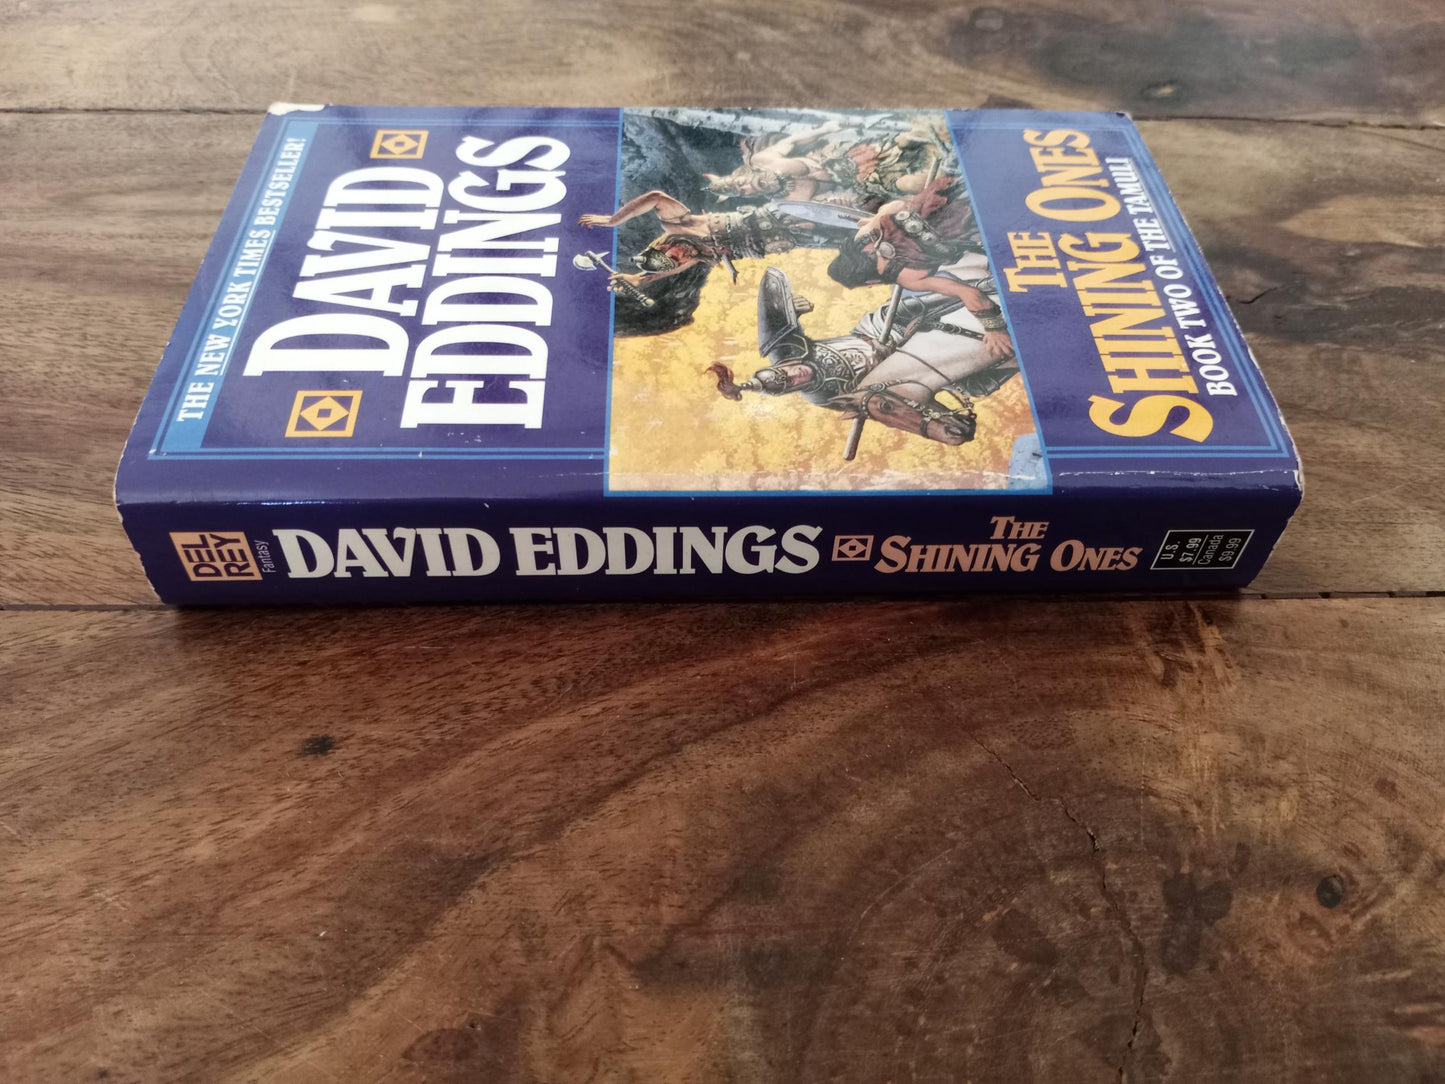 THE NEW YORK TIMES BESTSELLER!
DAVID
EDDINGS
THE
SHINING ONES
BOOK TWO OF THE TAMULI
DEL
REY
Fantasy
DAVID EDDINGS
THE
SHINING ONES
U.S.
$7.99
Canada
$9.99